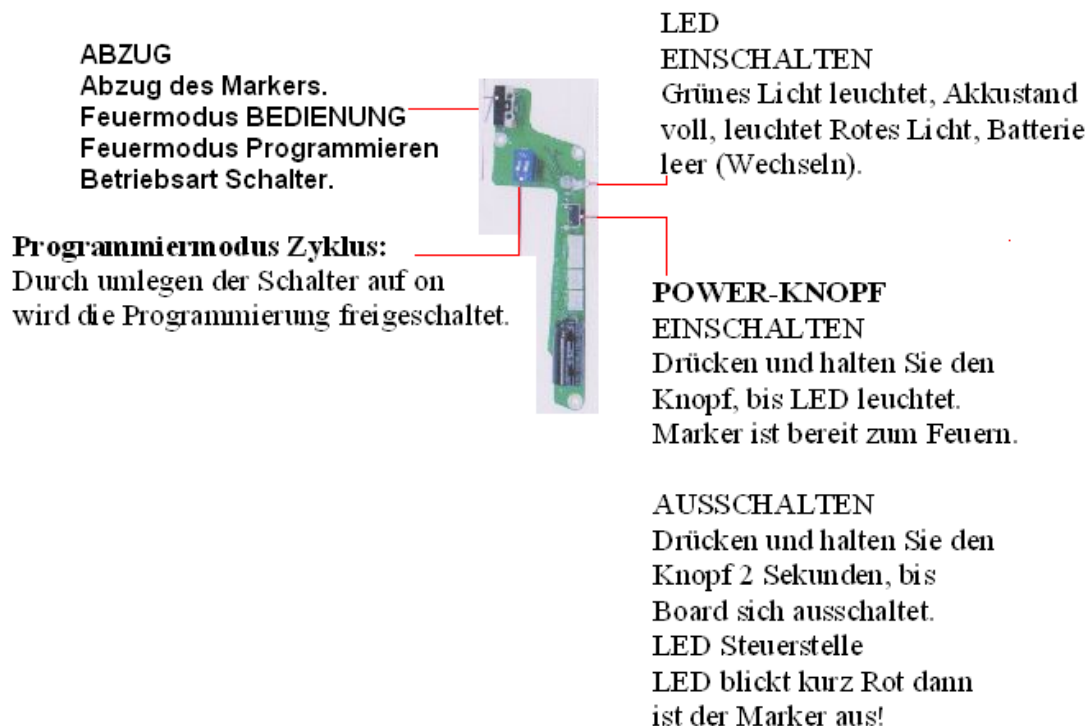 ABZUG
Abzug des Markers.
Feuermodus BEDIENUNG
Feuermodus Programmieren
Betriebsart Schalter.
Programmiermodus Zyklus:
Durch umlegen der Schalter auf on
wird die Programmierung freigeschaltet.
LED
EINSCHALTEN
Grünes Licht leuchtet, Akkustand
voll, leuchtet Rotes Licht, Batterie
leer (Wechseln).
POWER-KNOPF
EINSCHALTEN
Drücken und halten Sie den
Knopf, bis LED leuchtet.
Marker ist bereit zum Feuern.
AUSSCHALTEN
Drücken und halten Sie den
Knopf 2 Sekunden, bis
Board sich ausschaltet.
LED Steuerstelle
LED blickt kurz Rot dann
ist der Marker aus!